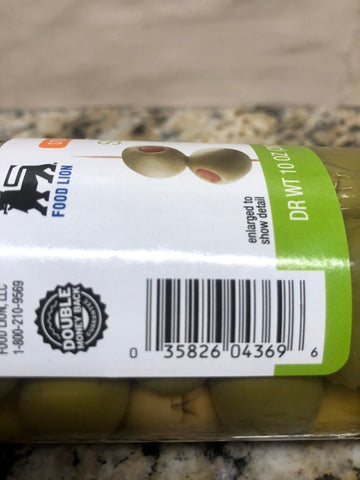 FOOD LION
enlarged to
show detail
DR WT 10 OZ
FOOD LION, LLC
1-800-210-9569
DOUBLE
MONEY BACK
GUARANTEE
0 35826 04369 6